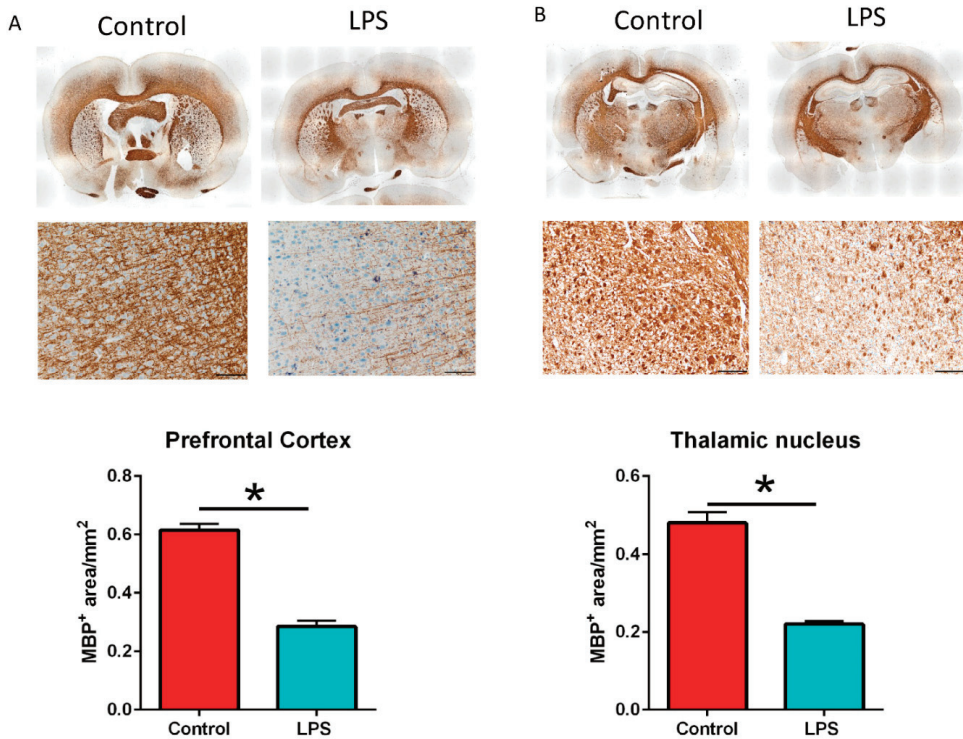 A
Control
LPS
B
Control
LPS
Prefrontal Cortex
MBP⁺ area/mm²
0.8
0.6
0.4
0.2
0.0
*
Control
LPS
Thalamic nucleus
MBP⁺ area/mm²
0.6
0.4
0.2
0.0
*
Control
LPS